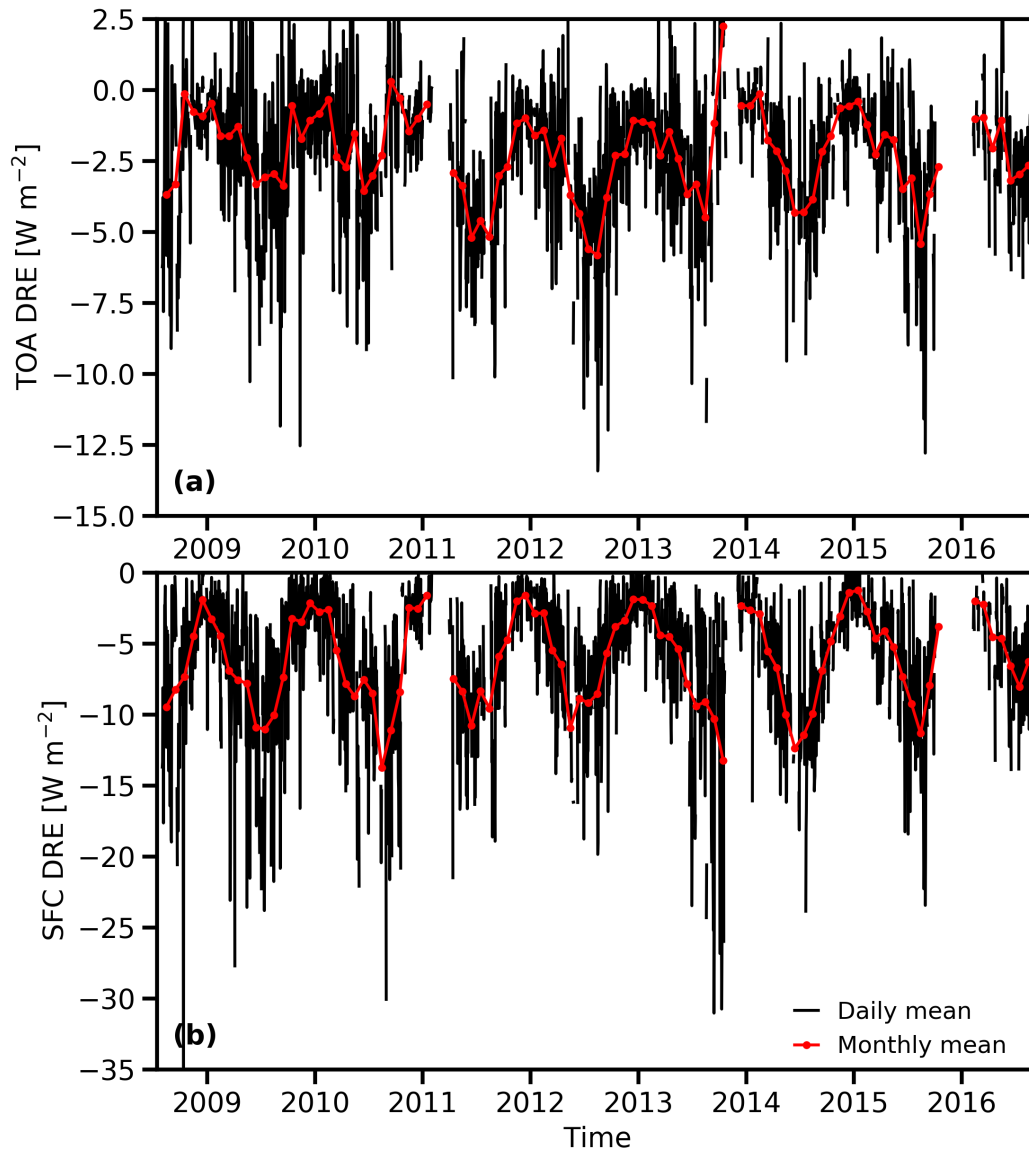 2.5
0.0
−2.5
−5.0
−7.5
−10.0
−12.5
−15.0
TOA DRE [W m⁻²]
(a)
2009 2010 2011 2012 2013 2014 2015 2016
0
−5
−10
−15
−20
−25
−30
−35
SFC DRE [W m⁻²]
(b)
Daily mean
Monthly mean
2009 2010 2011 2012 2013 2014 2015 2016
Time